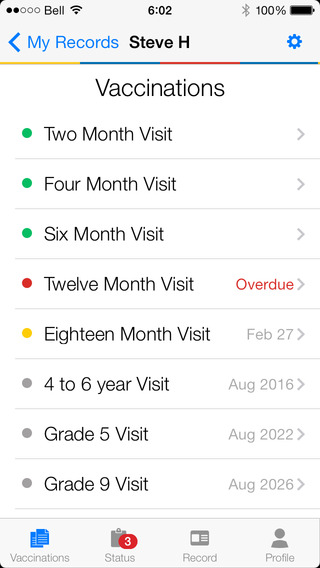 Bell 6:02 100%
My Records Steve H
Vaccinations
Two Month Visit
Four Month Visit
Six Month Visit
Twelve Month Visit Overdue
Eighteen Month Visit Feb 27
4 to 6 year Visit Aug 2016
Grade 5 Visit Aug 2022
Grade 9 Visit Aug 2026
3
Vaccinations Status Record Profile